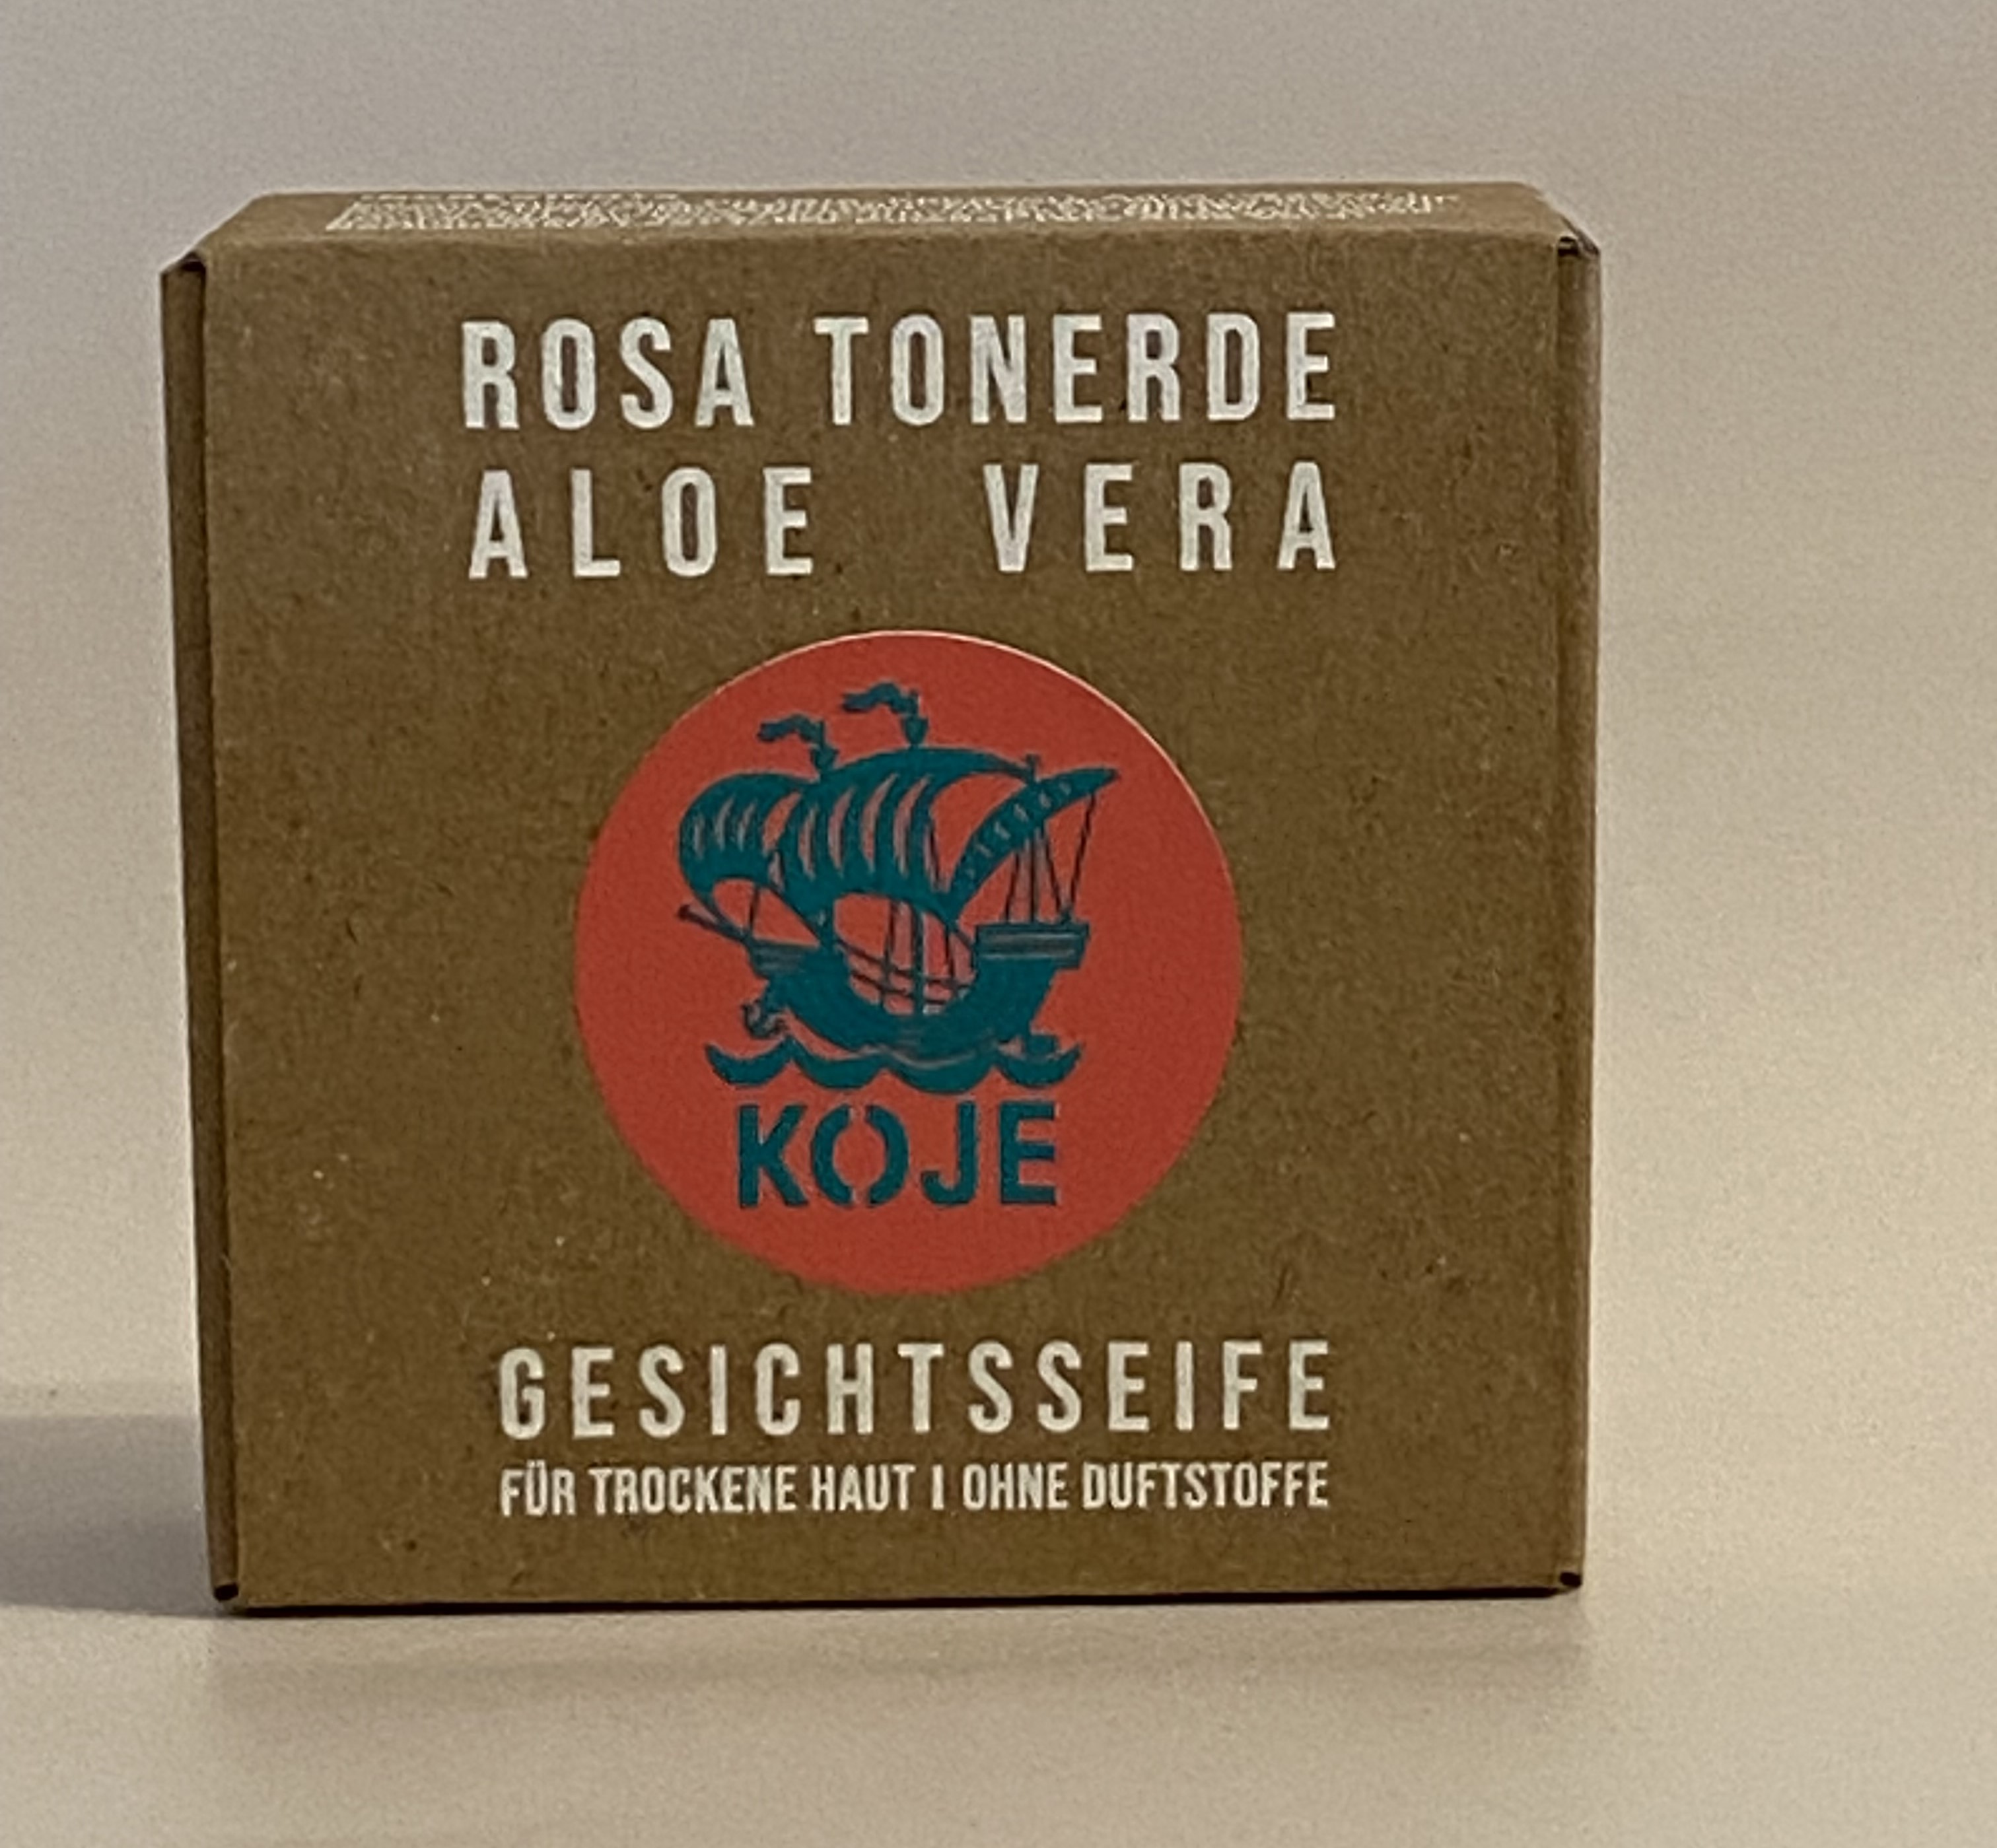 ROSA TONERDE
ALOE VERA
KOJE
GESICHTSSEIFE
FÜR TROCKENE HAUT | OHNE DUFTSTOFFE